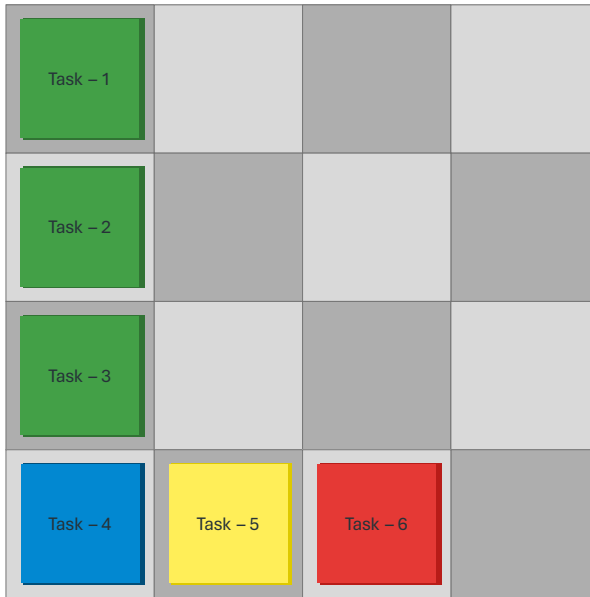 Task – 1
Task – 2
Task – 3
Task – 4
Task – 5
Task – 6